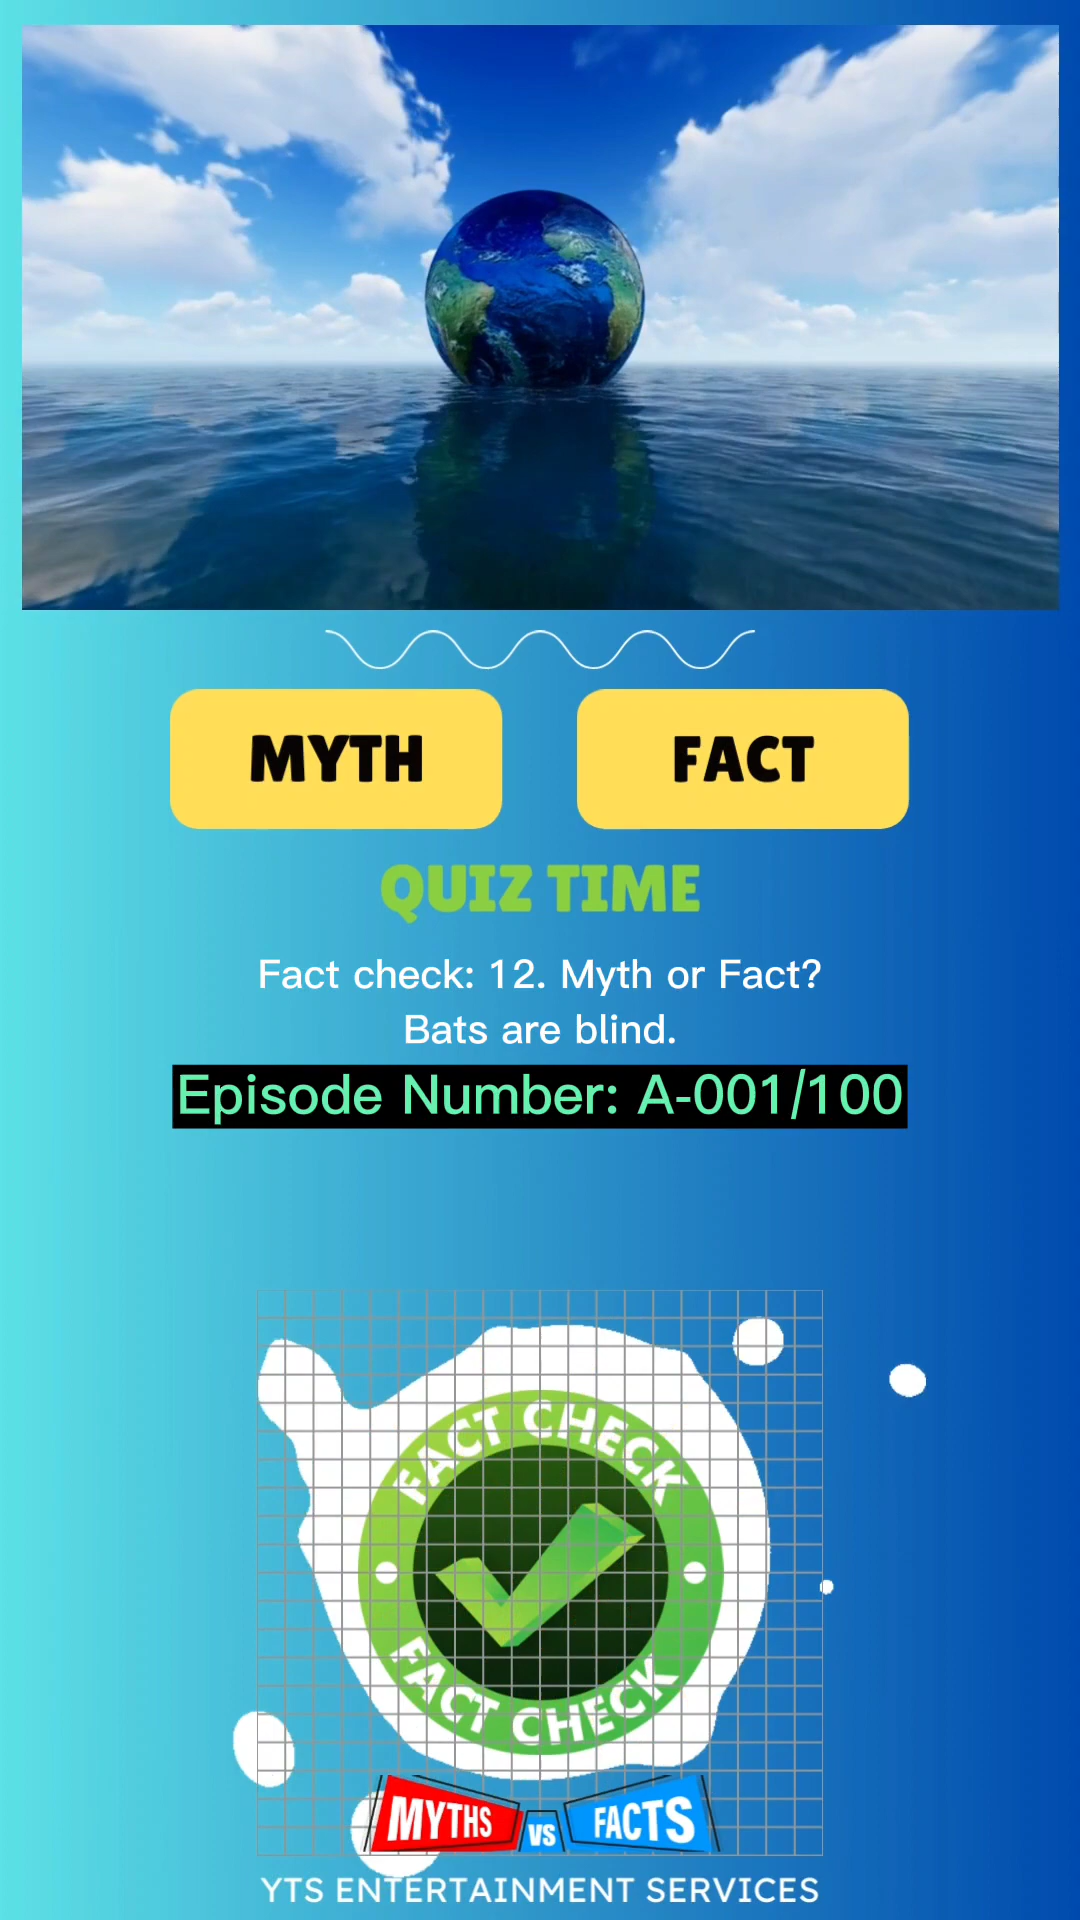 MYTH
FACT
QUIZ TIME
Fact check: 12. Myth or Fact?
Bats are blind.
Episode Number: A-001/100
FACT CHECK
FACT CHECK
MYTHS
VS
FACTS
YTS ENTERTAINMENT SERVICES